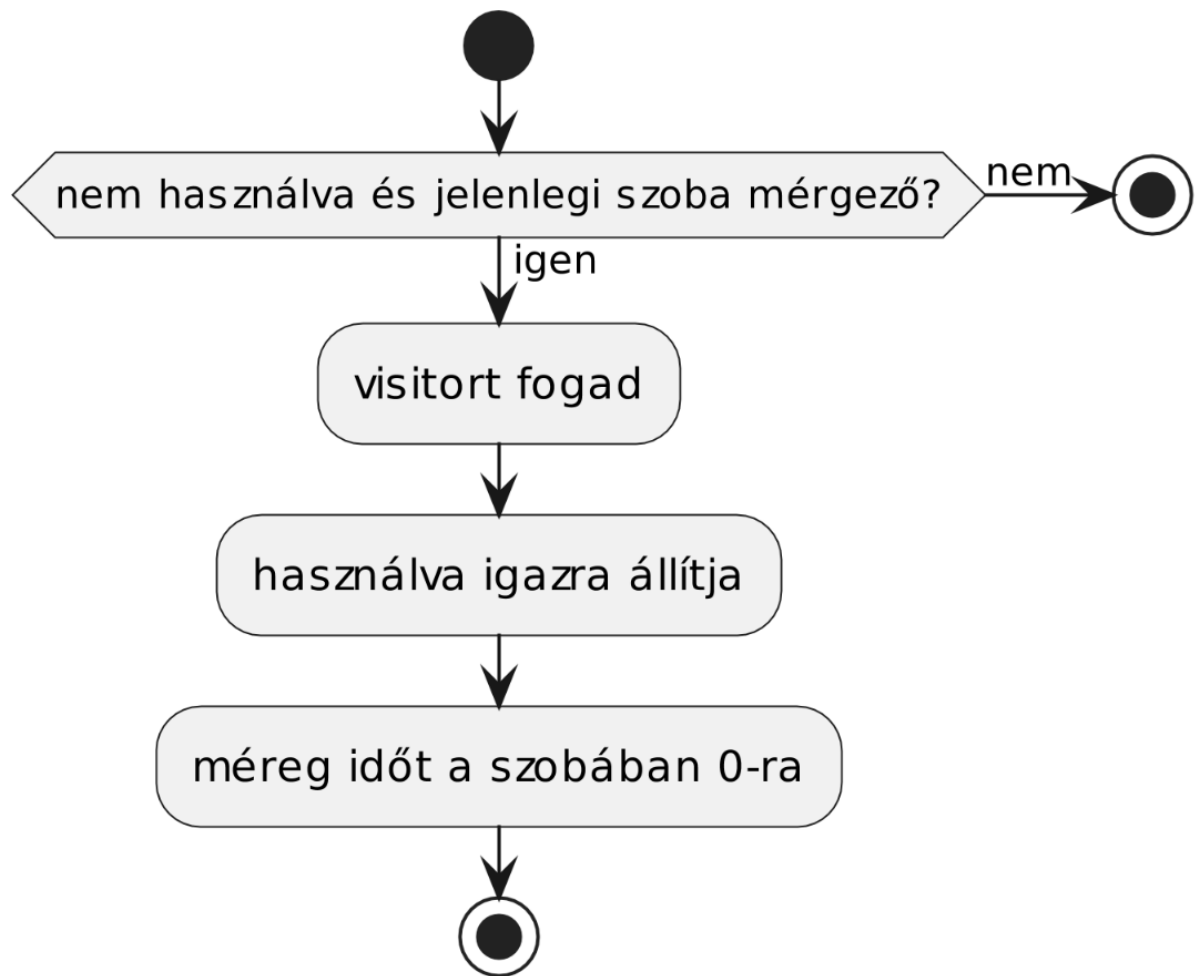 nem használva és jelenlegi szoba mérgező?
nem
igen
visitort fogad
használva igazra állítja
méreg időt a szobában 0-ra